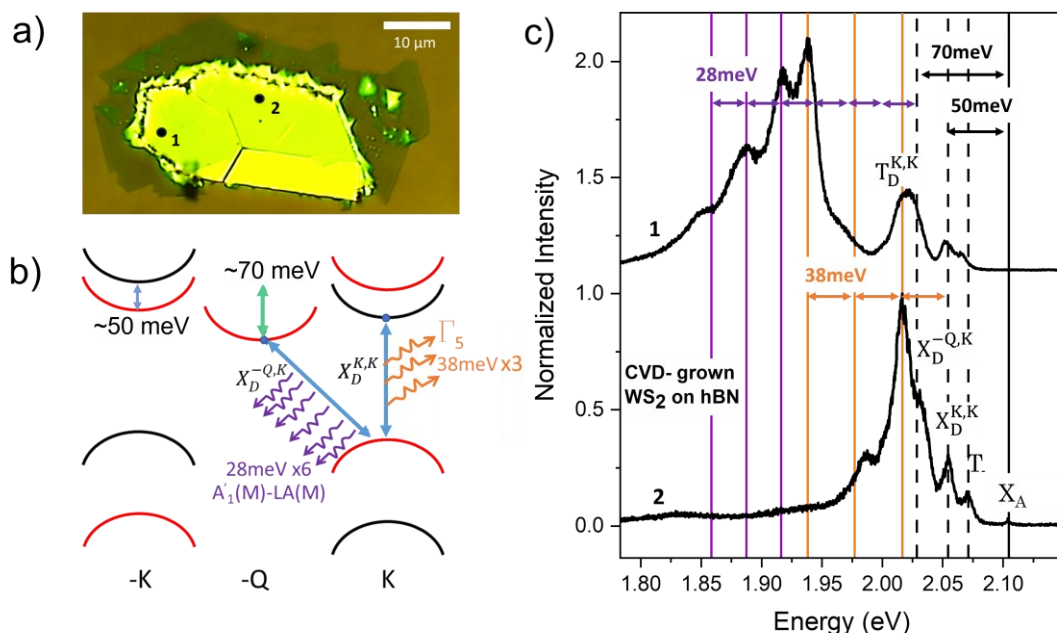 a)
10 μm
1
2
b)
~50 meV
~70 meV
X_D^{-Q,K}
X_D^{K,K}
Γ₅
38meV x3
28meV x6
A'₁(M)-LA(M)
-K
-Q
K
c)
Normalized Intensity
2.0
1.5
1.0
0.5
0.0
28meV
70meV
50meV
T_D^{K,K}
1
38meV
X_D^{-Q,K}
CVD- grown
WS₂ on hBN
X_D^{K,K}
T_
X_A
2
1.80 1.85 1.90 1.95 2.00 2.05 2.10
Energy (eV)